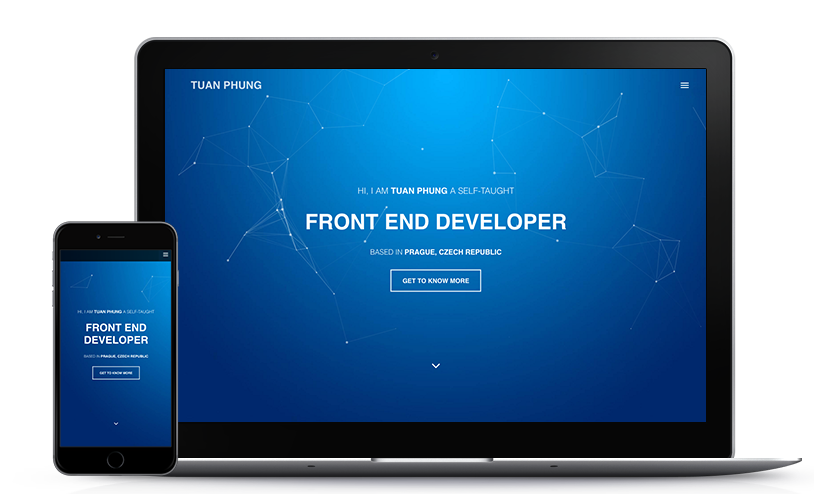 TUAN PHUNG
HI, I AM TUAN PHUNG A SELF-TAUGHT
FRONT END DEVELOPER
BASED IN PRAGUE, CZECH REPUBLIC
GET TO KNOW MORE
HI, I AM TUAN PHUNG A SELF-TAUGHT
FRONT END
DEVELOPER
BASED IN PRAGUE, CZECH REPUBLIC
GET TO KNOW MORE